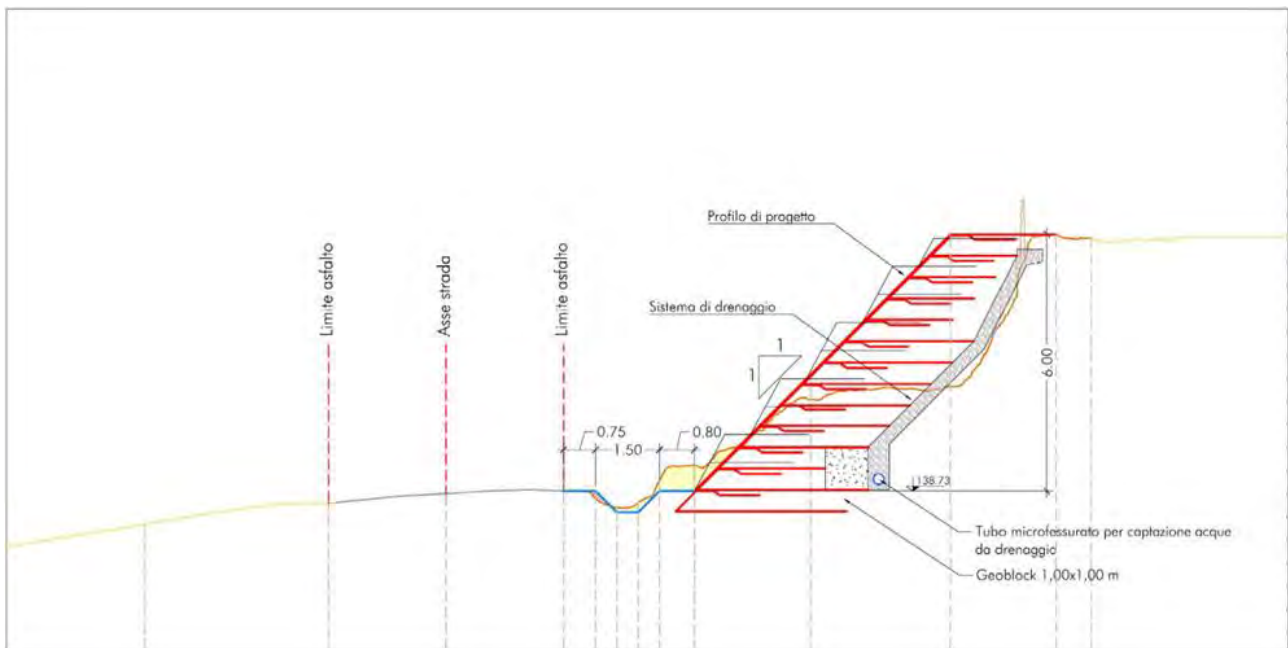 Limite asfalto
Asse strada
Limite asfalto
Profilo di progetto
Sistema di drenaggio
1
1
6.00
0.75
1.50
0.80
138.73
Tubo microfessurato per captazione acque
da drenaggio
Geoblock 1,00x1,00 m